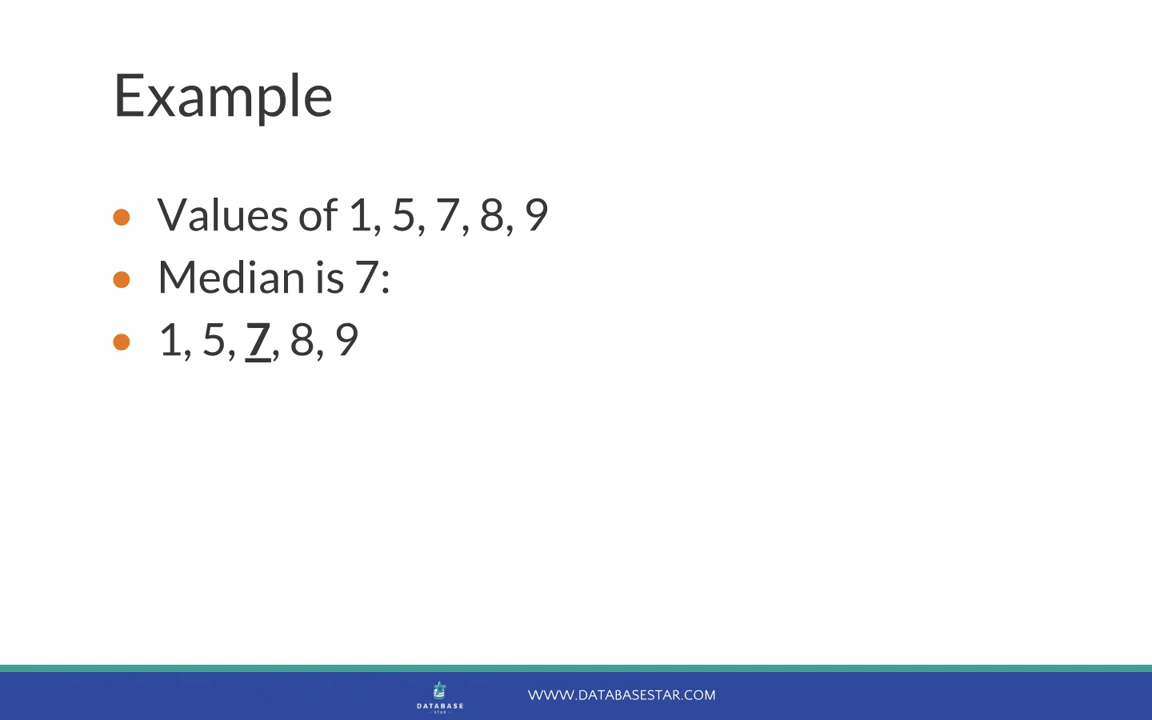 Example
Values of 1, 5, 7, 8, 9
Median is 7:
1, 5, 7, 8, 9
DATABASE
STAR
WWW.DATABASESTAR.COM